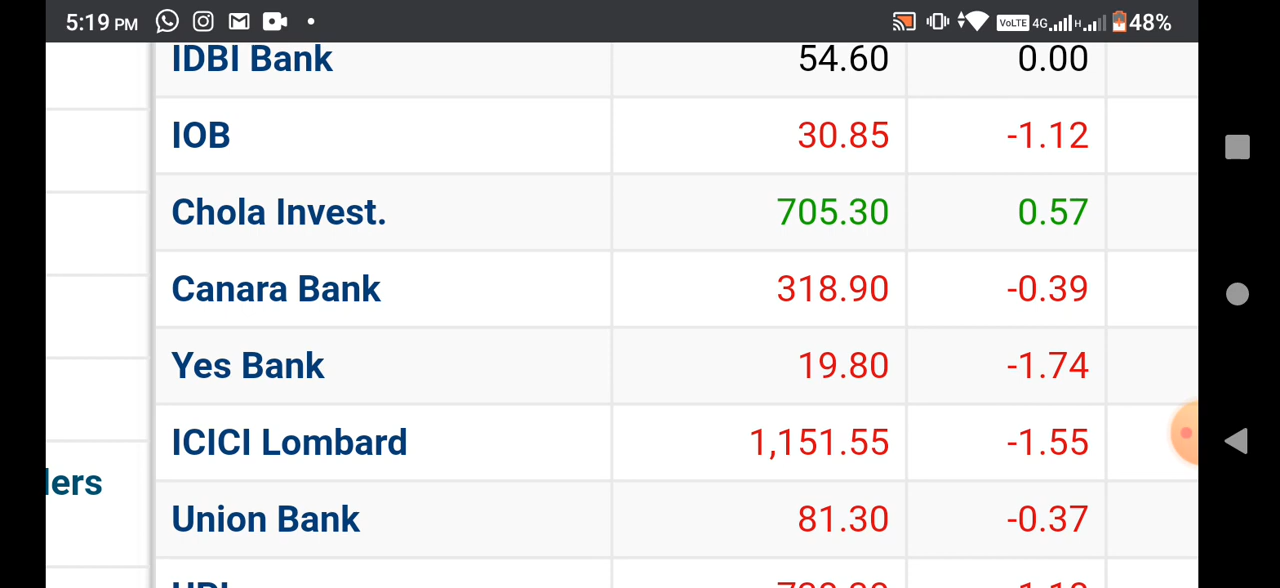 5:19 PM VoLTE 4G H 48%
IDBI Bank 54.60 0.00
IOB 30.85 -1.12
Chola Invest. 705.30 0.57
Canara Bank 318.90 -0.39
Yes Bank 19.80 -1.74
ICICI Lombard 1,151.55 -1.55
lers
Union Bank 81.30 -0.37